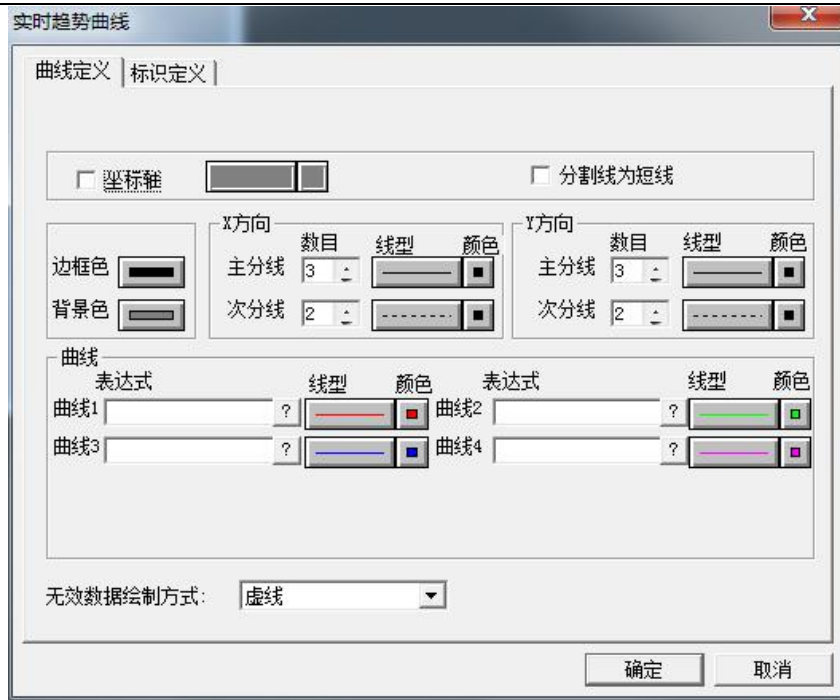 实时趋势曲线
曲线定义 标识定义
坐标轴 分割线为短线
X方向 Y方向
数目 线型 颜色 数目 线型 颜色
边框色 主分线 3 主分线 3
背景色 次分线 2 次分线 2
曲线
表达式 线型 颜色 表达式 线型 颜色
曲线1 ? 曲线2 ?
曲线3 ? 曲线4 ?
无效数据绘制方式: 虚线
确定 取消